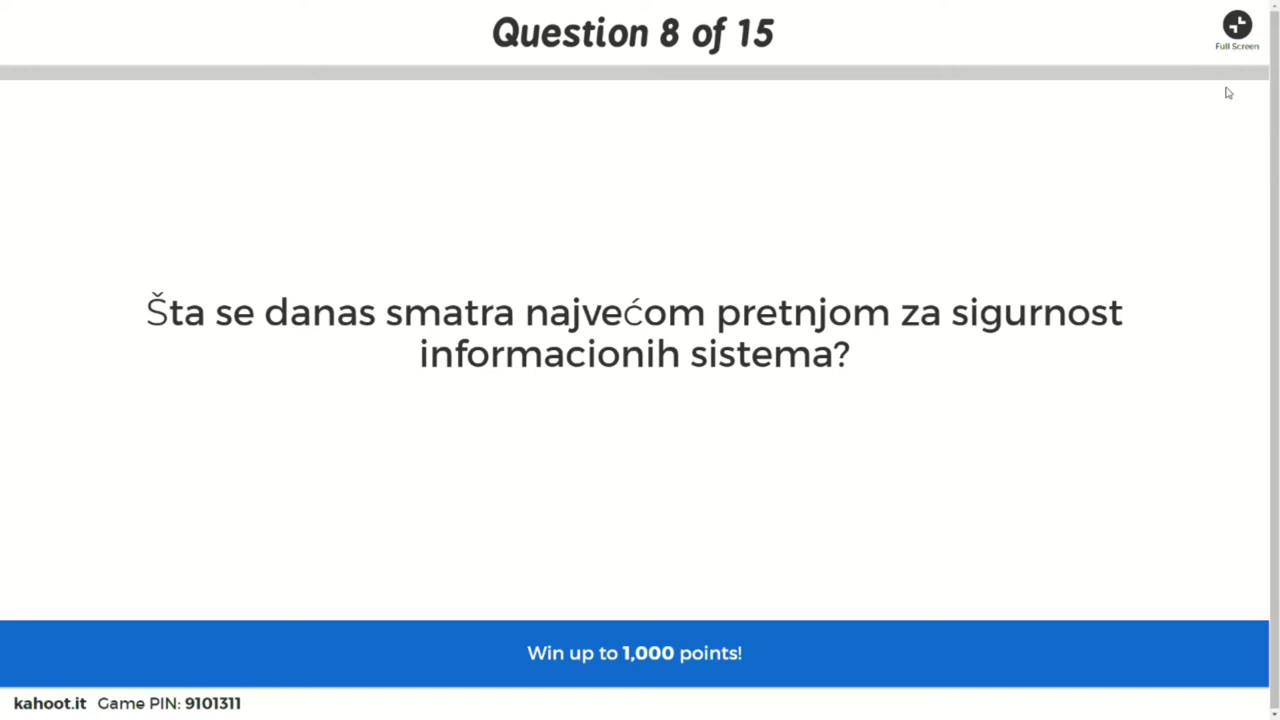 Question 8 of 15
Full Screen
Šta se danas smatra najvećom pretnjom za sigurnost
informacionih sistema?
Win up to 1,000 points!
kahoot.it Game PIN: 9101311